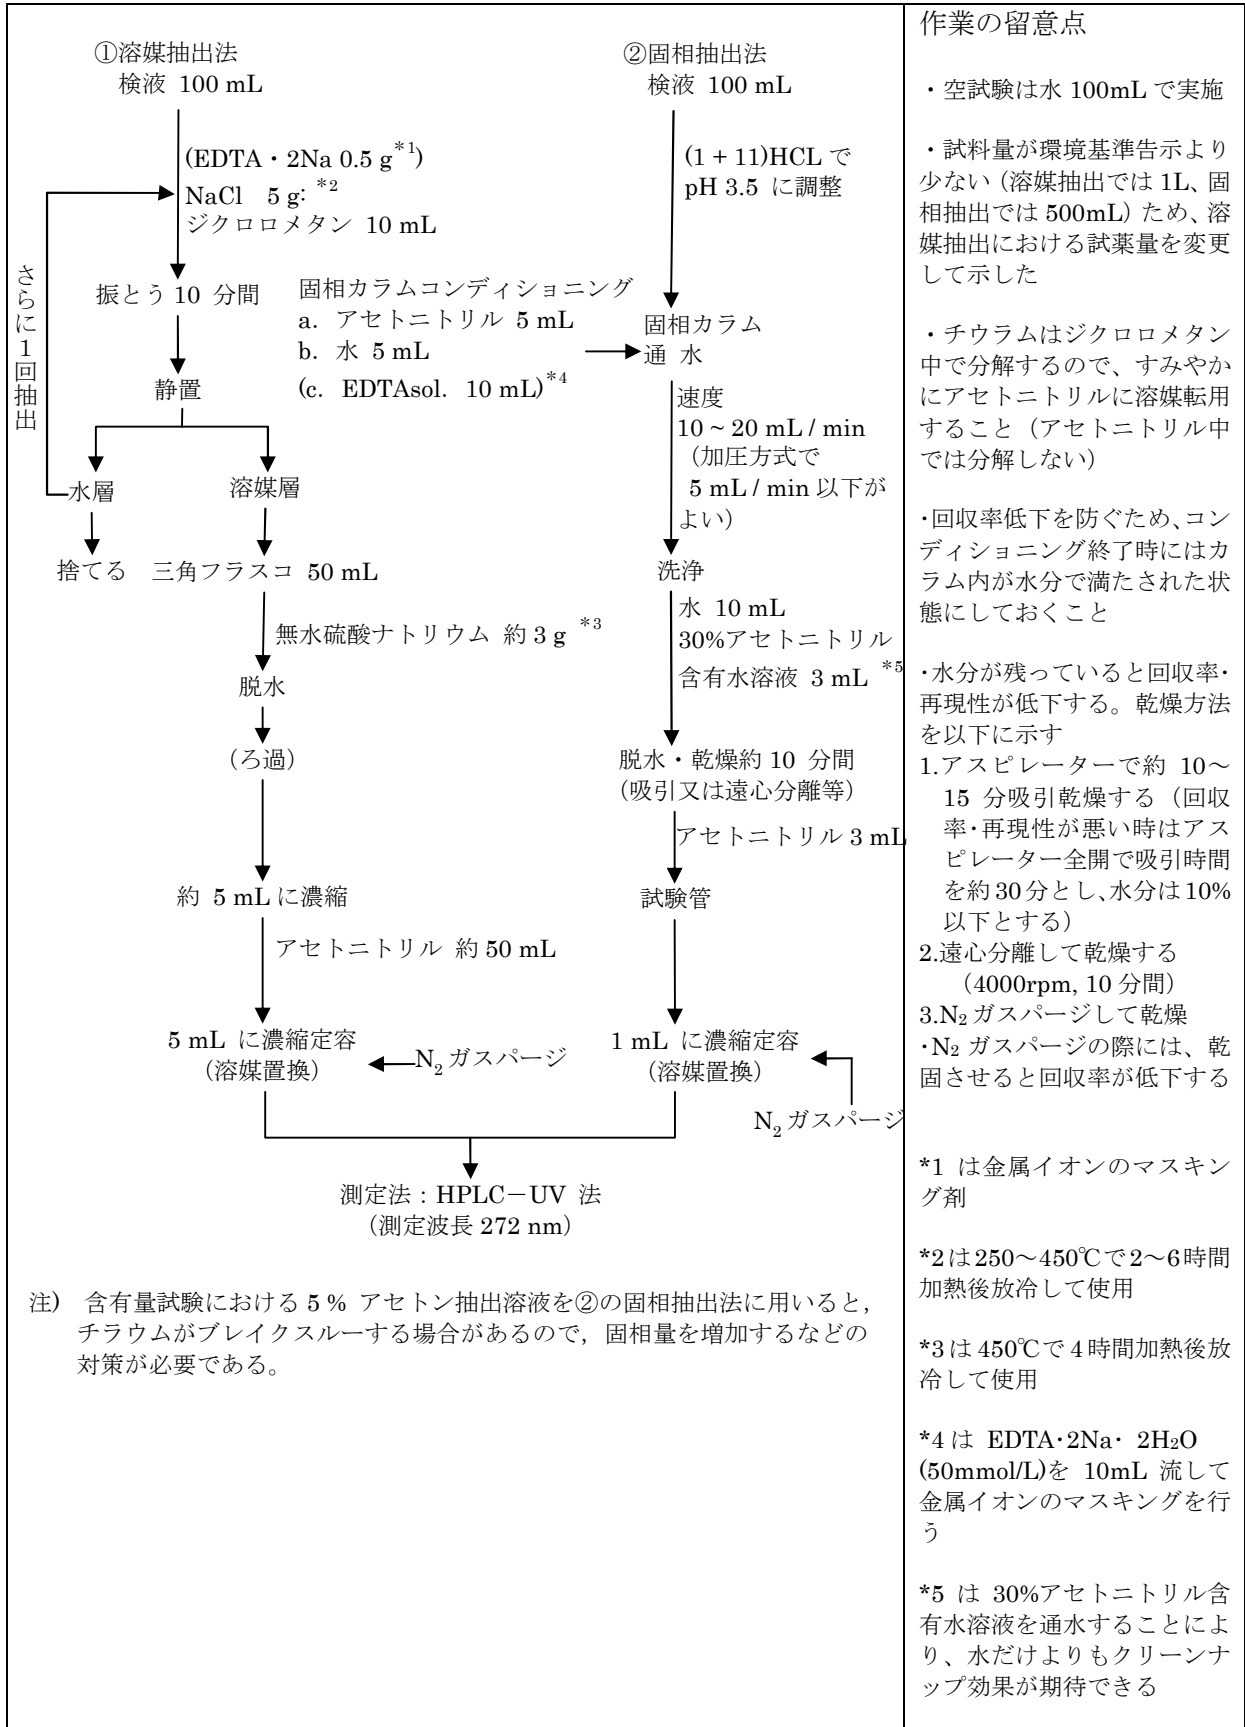 ①溶媒抽出法
検液 100 mL
(EDTA・2Na 0.5 g*1)
NaCl 5 g: *2
ジクロロメタン 10 mL
さらに1回抽出
振とう 10 分間
静置
水層
溶媒層
捨てる
三角フラスコ 50 mL
無水硫酸ナトリウム 約 3 g *3
脱水
(ろ過)
約 5 mL に濃縮
アセトニトリル 約 50 mL
5 mL に濃縮定容
(溶媒置換)
N2 ガスパージ
②固相抽出法
検液 100 mL
(1 + 11)HCL で
pH 3.5 に調整
固相カラムコンディショニング
a. アセトニトリル 5 mL
b. 水 5 mL
(c. EDTAsol. 10 mL)*4
固相カラム
通 水
速度
10 ~ 20 mL / min
(加圧方式で
5 mL / min 以下が
よい)
洗浄
水 10 mL
30%アセトニトリル
含有水溶液 3 mL *5
脱水・乾燥約 10 分間
(吸引又は遠心分離等)
アセトニトリル 3 mL
試験管
1 mL に濃縮定容
(溶媒置換)
N2 ガスパージ
測定法:HPLC-UV 法
(測定波長 272 nm)
注) 含有量試験における 5 % アセトン抽出溶液を②の固相抽出法に用いると,
チラウムがブレイクスルーする場合があるので,固相量を増加するなどの
対策が必要である。
作業の留意点
・空試験は水 100mL で実施
・試料量が環境基準告示より
少ない(溶媒抽出では 1L、固
相抽出では 500mL)ため、溶
媒抽出における試薬量を変更
して示した
・チウラムはジクロロメタン
中で分解するので、すみやか
にアセトニトリルに溶媒転用
すること(アセトニトリル中
では分解しない)
・回収率低下を防ぐため、コン
ディショニング終了時にはカ
ラム内が水分で満たされた状
態にしておくこと
・水分が残っていると回収率・
再現性が低下する。乾燥方法
を以下に示す
1.アスピレーターで約 10~
15 分吸引乾燥する(回収
率・再現性が悪い時はアス
ピレーター全開で吸引時間
を約 30 分とし、水分は 10%
以下とする)
2.遠心分離して乾燥する
(4000rpm, 10 分間)
3.N2 ガスパージして乾燥
・N2 ガスパージの際には、乾
固させると回収率が低下する
*1 は金属イオンのマスキン
グ剤
*2 は 250~450℃で 2~6 時間
加熱後放冷して使用
*3 は 450℃で 4 時間加熱後放
冷して使用
*4 は EDTA・2Na・ 2H2O
(50mmol/L)を 10mL 流して
金属イオンのマスキングを行
う
*5 は 30%アセトニトリル含
有水溶液を通水することによ
り、水だけよりもクリーンナ
ップ効果が期待できる